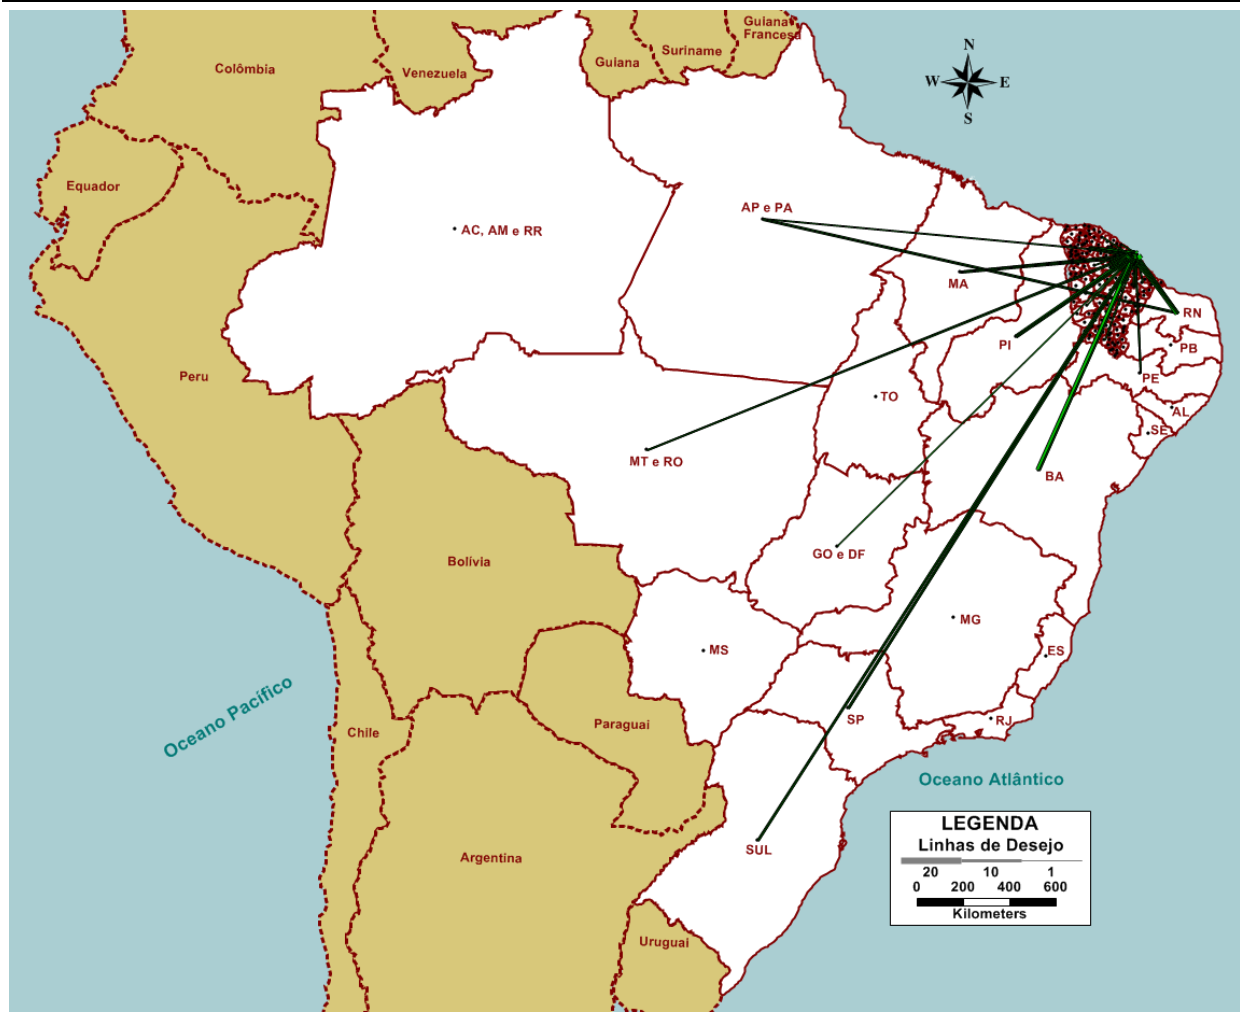 Guiana
Francesa
Suriname
Guiana
Colômbia
Venezuela
N
W
E
S
Equador
AP e PA
AC, AM e RR
MA
RN
PI
PB
Peru
PE
TO
AL
SE
MT e RO
BA
GO e DF
Bolívia
MG
MS
ES
Oceano Pacífico
SP
RJ
Paraguai
Chile
Oceano Atlântico
SUL
Argentina
LEGENDA
Linhas de Desejo
20 10 1
0 200 400 600
Kilometers
Uruguai